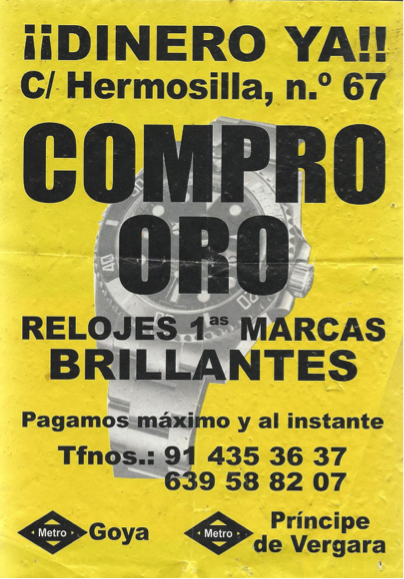 ¡¡DINERO YA!!
C/ Hermosilla, n.º 67
COMPRO
ORO
RELOJES 1as MARCAS
BRILLANTES
Pagamos máximo y al instante
Tfnos.: 91 435 36 37
639 58 82 07
Metro Goya
Metro Príncipe
de Vergara